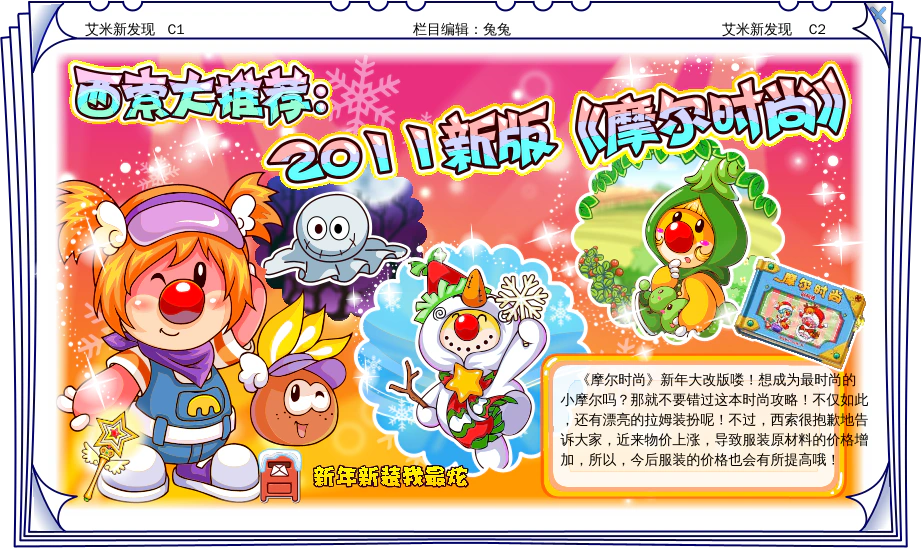 艾米新发现 C1
栏目编辑：兔兔
艾米新发现 C2
西索大推荐：
2011新版《摩尔时尚》
摩尔时尚
《摩尔时尚》新年大改版喽！想成为最时尚的
小摩尔吗？那就不要错过这本时尚攻略！不仅如此
，还有漂亮的拉姆装扮呢！不过，西索很抱歉地告
诉大家，近来物价上涨，导致服装原材料的价格增
加，所以，今后服装的价格也会有所提高哦！
新年新装我最炫